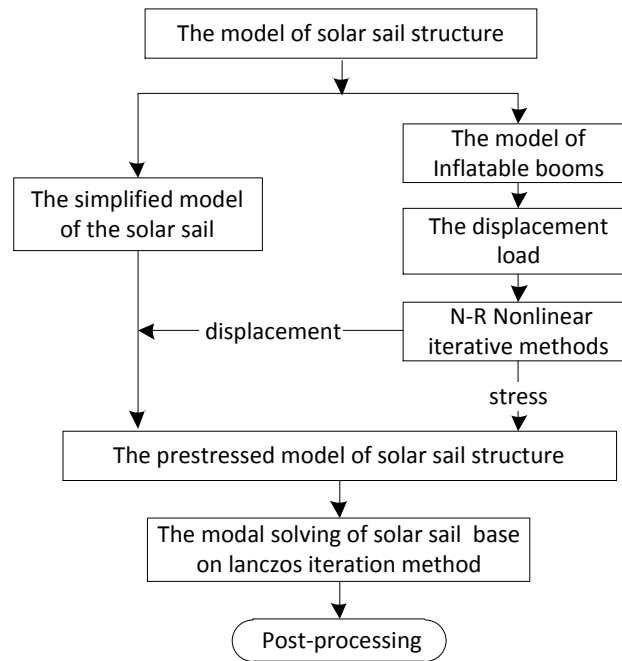 The model of solar sail structure
The model of
Inflatable booms
The simplified model
of the solar sail
The displacement
load
N-R Nonlinear
iterative methods
displacement
stress
The prestressed model of solar sail structure
The modal solving of solar sail base
on lanczos iteration method
Post-processing